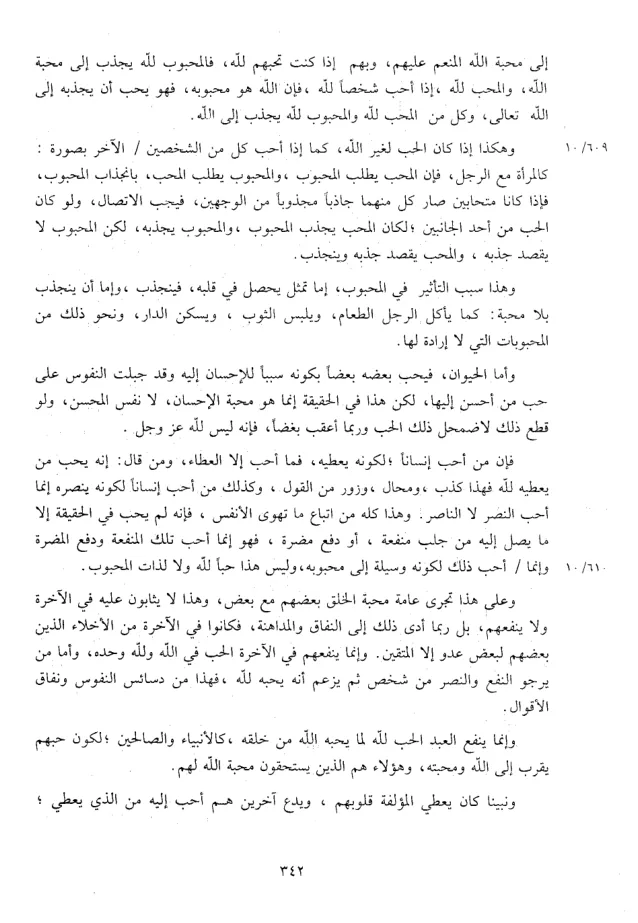 إلى محبة الله المنعم عليهم، وبهم إذا كنت تحبهم لله، فالمحبوب لله يجذب إلى محبة
الله، والمحب لله ،إذا أحب شخصاً لله ،فإن الله هو محبوبه، فهو يحب أن يجذبه إلى
الله تعالى، وكل من المحب لله والمحبوب لله يجذب إلى الله.
١٠/٦٠٩ وهكذا إذا كان الحب لغير الله، كما إذا أحب كل من الشخصين / الآخر بصورة :
كالمرأة مع الرجل، فإن المحب يطلب المحبوب ،والمحبوب يطلب المحب، بانجذاب المحبوب،
فإذا كانا متحابين صار كل منهما جاذباً مجذوباً من الوجهين، فيجب الاتصال، ولو كان
الحب من أحد الجانبين ؛لكان المحب يجذب المحبوب ،والمحبوب يجذبه، لكن المحبوب لا
يقصد جذبه ، والمحب يقصد جذبه وينجذب.
وهذا سبب التأثير في المحبوب، إما تمثل يحصل في قلبه، فينجذب ،وإما أن ينجذب
بلا محبة: كما يأكل الرجل الطعام، ويلبس الثوب ، ويسكن الدار، ونحو ذلك من
المحبوبات التي لا إرادة لها.
وأما الحيوان، فيحب بعضه بعضاً بكونه سبباً للإحسان إليه وقد جبلت النفوس على
حب من أحسن إليها، لكن هذا في الحقيقة إنما هو محبة الإحسان، لا نفس المحسن، ولو
قطع ذلك لاضمحل ذلك الحب وربما أعقب بغضاً، فإنه ليس لله عز وجل .
فإن من أحب إنساناً ؛لكونه يعطيه، فما أحب إلا العطاء، ومن قال: إنه يحب من
يعطيه لله فهذا كذب ،ومحال ،وزور من القول ، وكذلك من أحب إنساناً لكونه ينصره إنما
أحب النصر لا الناصر. وهذا كله من اتباع ما تهوى الأنفس ، فإنه لم يحب في الحقيقة إلا
ما يصل إليه من جلب منفعة ، أو دفع مضرة ، فهو إنما أحب تلك المنفعة ودفع المضرة
١٠/٦١٠ وإنما / أحب ذلك لكونه وسيلة إلى محبوبه،وليس هذا حباً لله ولا لذات المحبوب.
وعلى هذا تجرى عامة محبة الخلق بعضهم مع بعض، وهذا لا يثابون عليه في الآخرة
ولا ينفعهم، بل ربما أدى ذلك إلى النفاق والمداهنة، فكانوا في الآخرة من الأخلاء الذين
بعضهم لبعض عدو إلا المتقين. وإنما ينفعهم في الآخرة الحب في الله ولله وحده، وأما من
يرجو النفع والنصر من شخص ثم يزعم أنه يحبه لله ،فهذا من دسائس النفوس ونفاق
الأقوال.
وإنما ينفع العبد الحب لله لما يحبه الله من خلقه ،كالأنبياء والصالحين ؛لكون حبهم
يقرب إلى الله ومحبته، وهؤلاء هم الذين يستحقون محبة الله لهم.
ونبينا كان يعطي المؤلفة قلوبهم ، ويدع آخرين هم أحب إليه من الذي يعطي ؛
٣٤٢